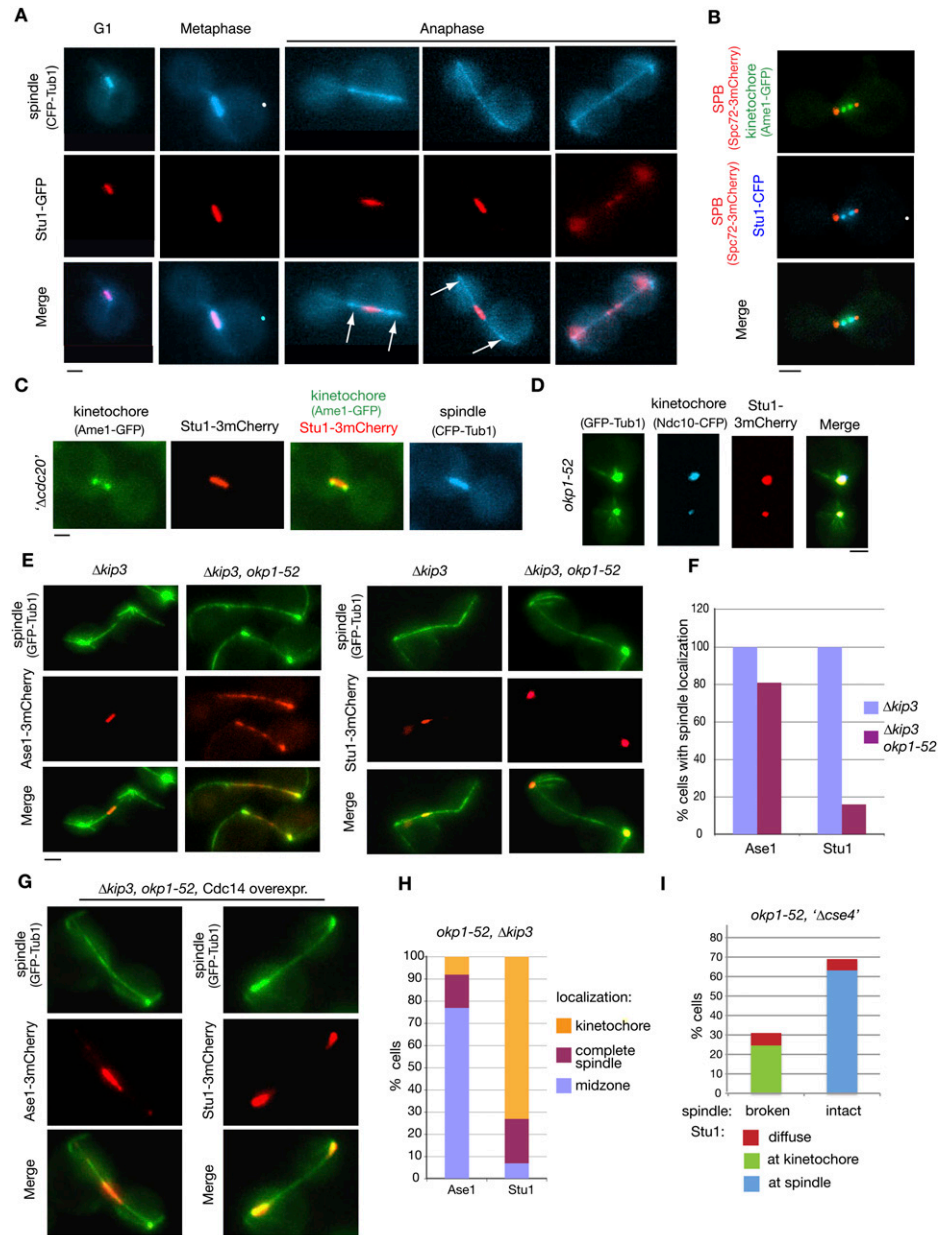 A
G1
Metaphase
Anaphase
spindle
(CFP-Tub1)
Stu1-GFP
Merge
B
SPB
(Spc72-3mCherry)
kinetochore
(Ame1-GFP)
SPB
(Spc72-3mCherry)
Stu1-CFP
Merge
C
'Δcdc20'
kinetochore
(Ame1-GFP)
Stu1-3mCherry
kinetochore
(Ame1-GFP)
Stu1-3mCherry
spindle
(CFP-Tub1)
D
okp1-52
(GFP-Tub1)
kinetochore
(Ndc10-CFP)
Stu1-
3mCherry
Merge
E
Δkip3
Δkip3, okp1-52
spindle
(GFP-Tub1)
Ase1-3mCherry
Merge
Δkip3
Δkip3, okp1-52
spindle
(GFP-Tub1)
Stu1-3mCherry
Merge
F
% cells with spindle localization
120
100
80
60
40
20
0
Ase1
Stu1
Δkip3
Δkip3
okp1-52
G
Δkip3, okp1-52, Cdc14 overexpr.
spindle
(GFP-Tub1)
Ase1-3mCherry
Merge
spindle
(GFP-Tub1)
Stu1-3mCherry
Merge
H
okp1-52, Δkip3
% cells
100
90
80
70
60
50
40
30
20
10
0
Ase1
Stu1
localization:
kinetochore
complete
spindle
midzone
I
okp1-52, 'Δcse4'
% cells
80
70
60
50
40
30
20
10
0
spindle:
broken
intact
Stu1:
diffuse
at kinetochore
at spindle